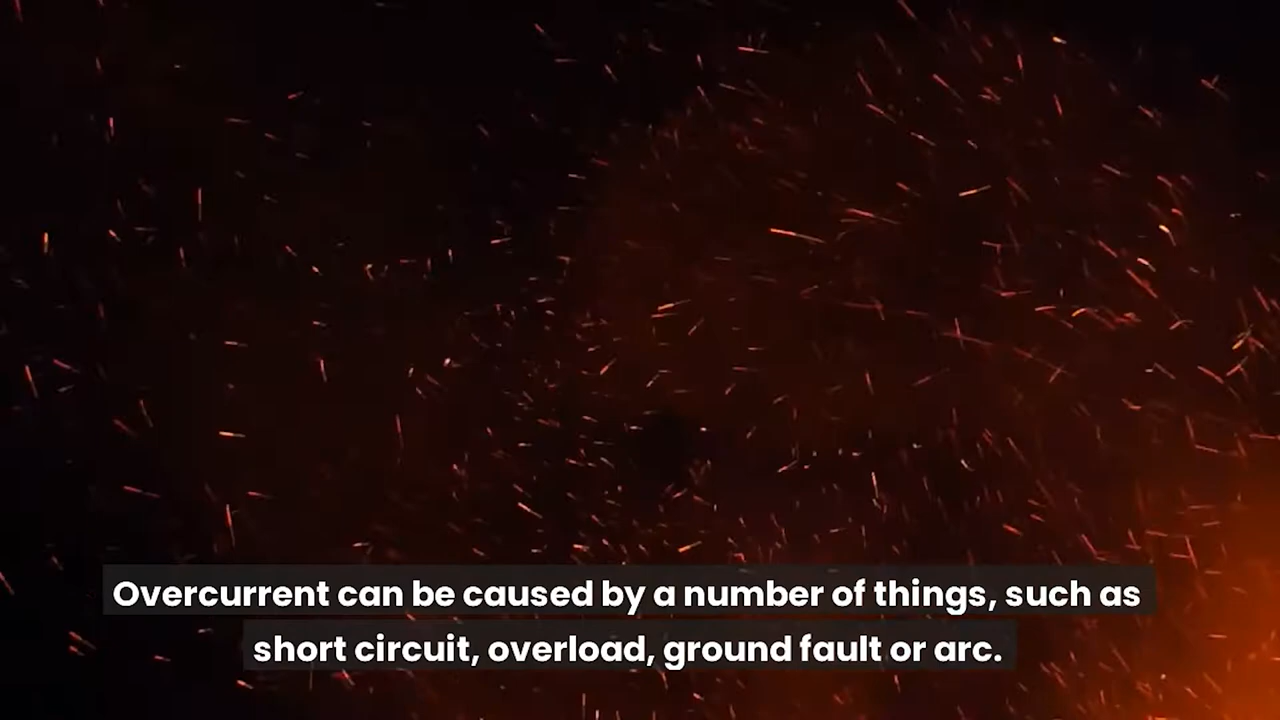 Overcurrent can be caused by a number of things, such as
short circuit, overload, ground fault or arc.